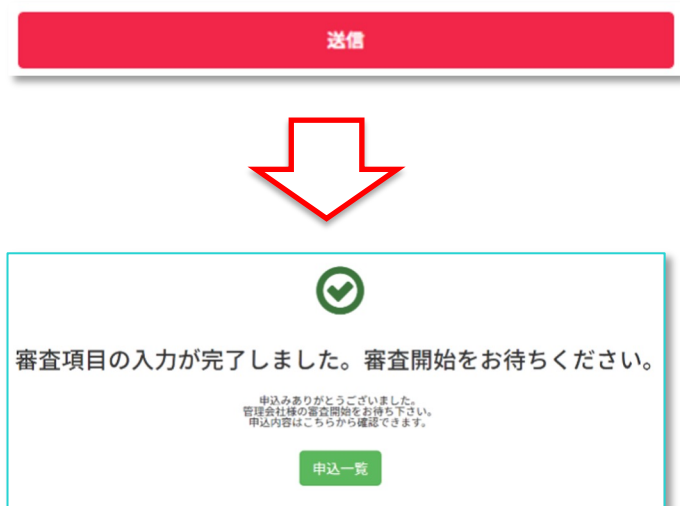 送信
審査項目の入力が完了しました。審査開始をお待ちください。
申込みありがとうございました。
管理会社様の審査開始をお待ち下さい。
申込内容はこちらから確認できます。
申込一覧